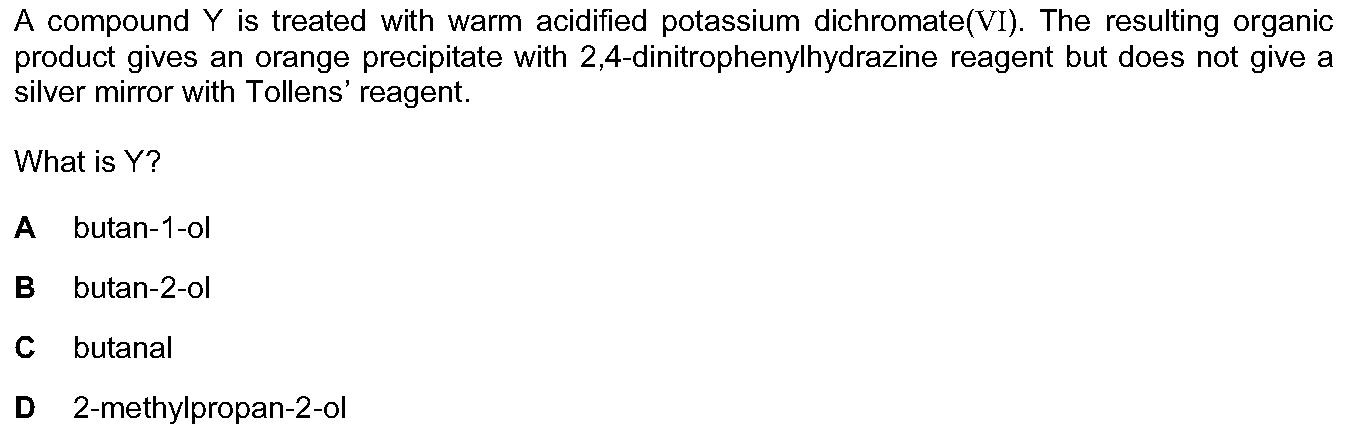 A compound Y is treated with warm acidified potassium dichromate(VI). The resulting organic
product gives an orange precipitate with 2,4-dinitrophenylhydrazine reagent but does not give a
silver mirror with Tollens’ reagent.
What is Y?
A butan-1-ol
B butan-2-ol
C butanal
D 2-methylpropan-2-ol